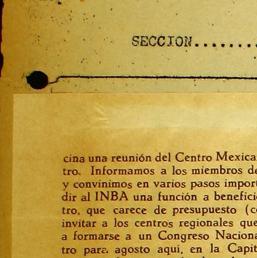 SECCION........
cina una reunión del Centro Mexica
tro. Informamos a los miembros de
y convinimos en varios pasos import
dir al INBA una función a benefici
tro, que carece de presupuesto (c
invitar a los centros regionales que
a formarse a un Congreso Naciona
tro para agosto aqui, en la Capit